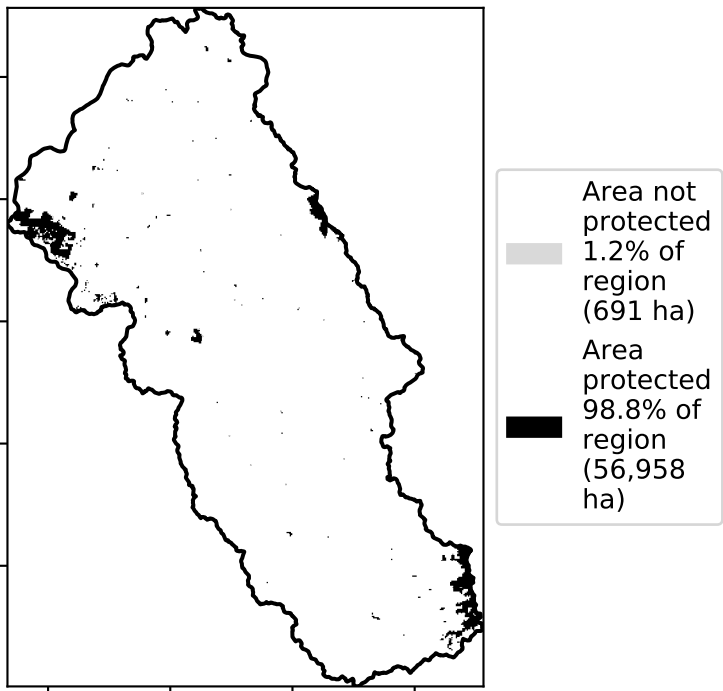 Area not
protected
1.2% of
region
(691 ha)
Area
protected
98.8% of
region
(56,958
ha)